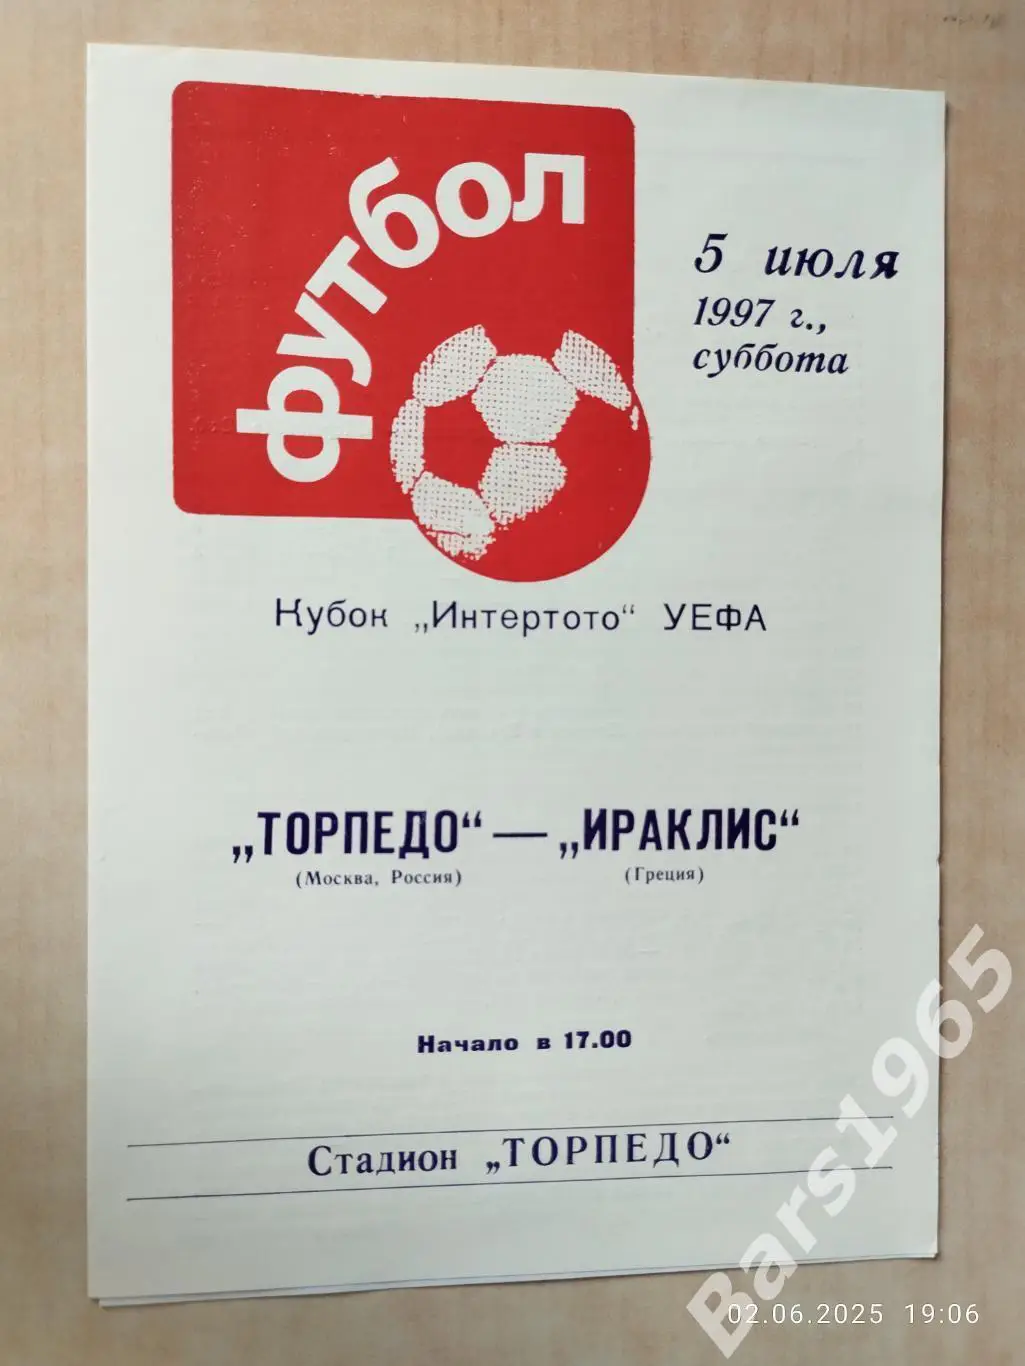 футбол
5 июля
1997 г.,
суббота
Кубок „Интертото“ УЕФА
„ТОРПЕДО“ — „ИРАКЛИС“
(Москва, Россия) (Греция)
Начало в 17.00
Стадион „ТОРПЕДО“
Bars1965
02.06.2025 19:06